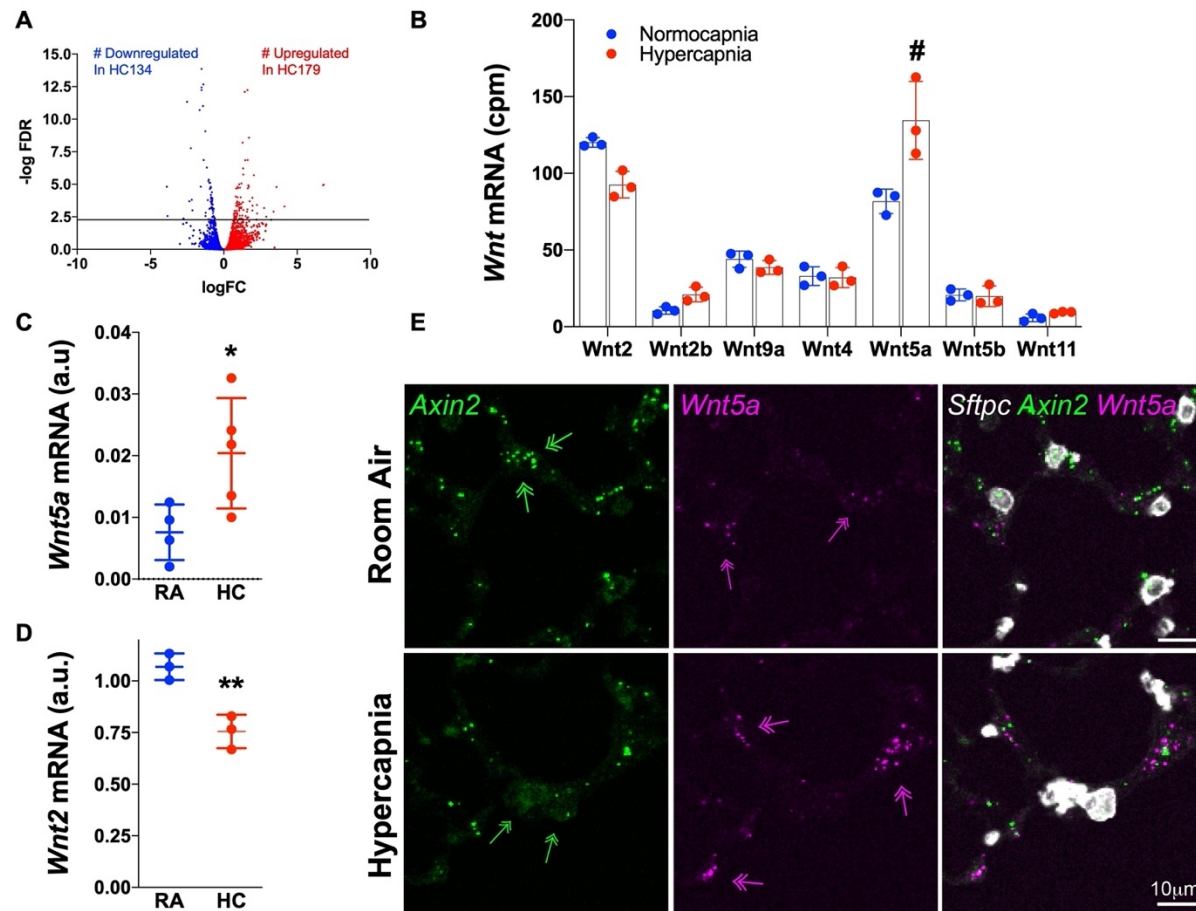 A
# Downregulated
In HC134
# Upregulated
In HC179
15.0
12.5
10.0
7.5
5.0
2.5
0.0
-log FDR
-10
-5
0
5
10
logFC
B
Normocapnia
Hypercapnia
#
200
150
100
50
0
Wnt mRNA (cpm)
Wnt2
Wnt2b
Wnt9a
Wnt4
Wnt5a
Wnt5b
Wnt11
C
*
0.04
0.03
0.02
0.01
0.00
Wnt5a mRNA (a.u)
RA
HC
D
**
1.00
0.75
0.50
0.25
0.00
Wnt2 mRNA (a.u.)
RA
HC
E
Axin2
Wnt5a
Sftpc Axin2 Wnt5a
Room Air
Hypercapnia
10μm